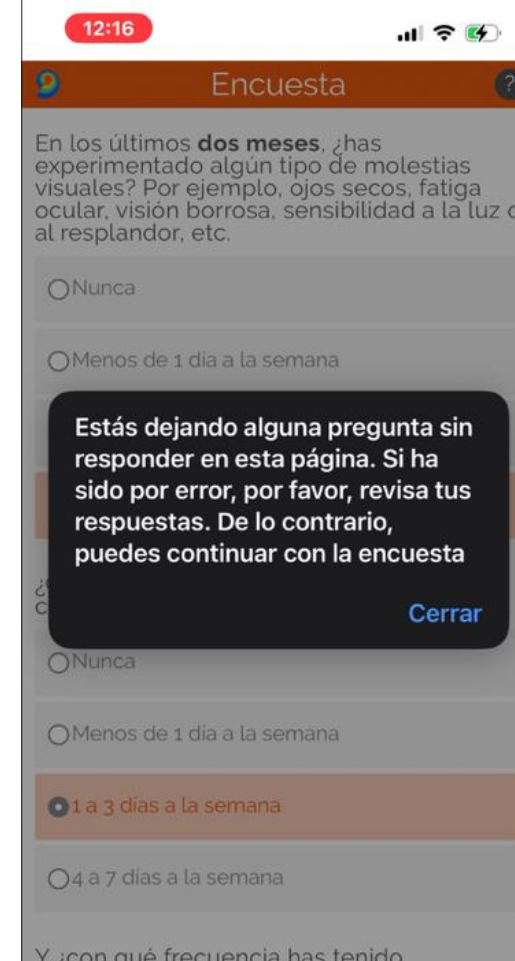 12:16
Encuesta
?
En los últimos dos meses, ¿has
experimentado algún tipo de molestias
visuales? Por ejemplo, ojos secos, fatiga
ocular, visión borrosa, sensibilidad a la luz o
al resplandor, etc.
Nunca
Menos de 1 día a la semana
Estás dejando alguna pregunta sin
responder en esta página. Si ha
sido por error, por favor, revisa tus
respuestas. De lo contrario,
puedes continuar con la encuesta
Cerrar
Nunca
Menos de 1 día a la semana
1 a 3 días a la semana
4 a 7 días a la semana
Y ¿con qué frecuencia has tenido